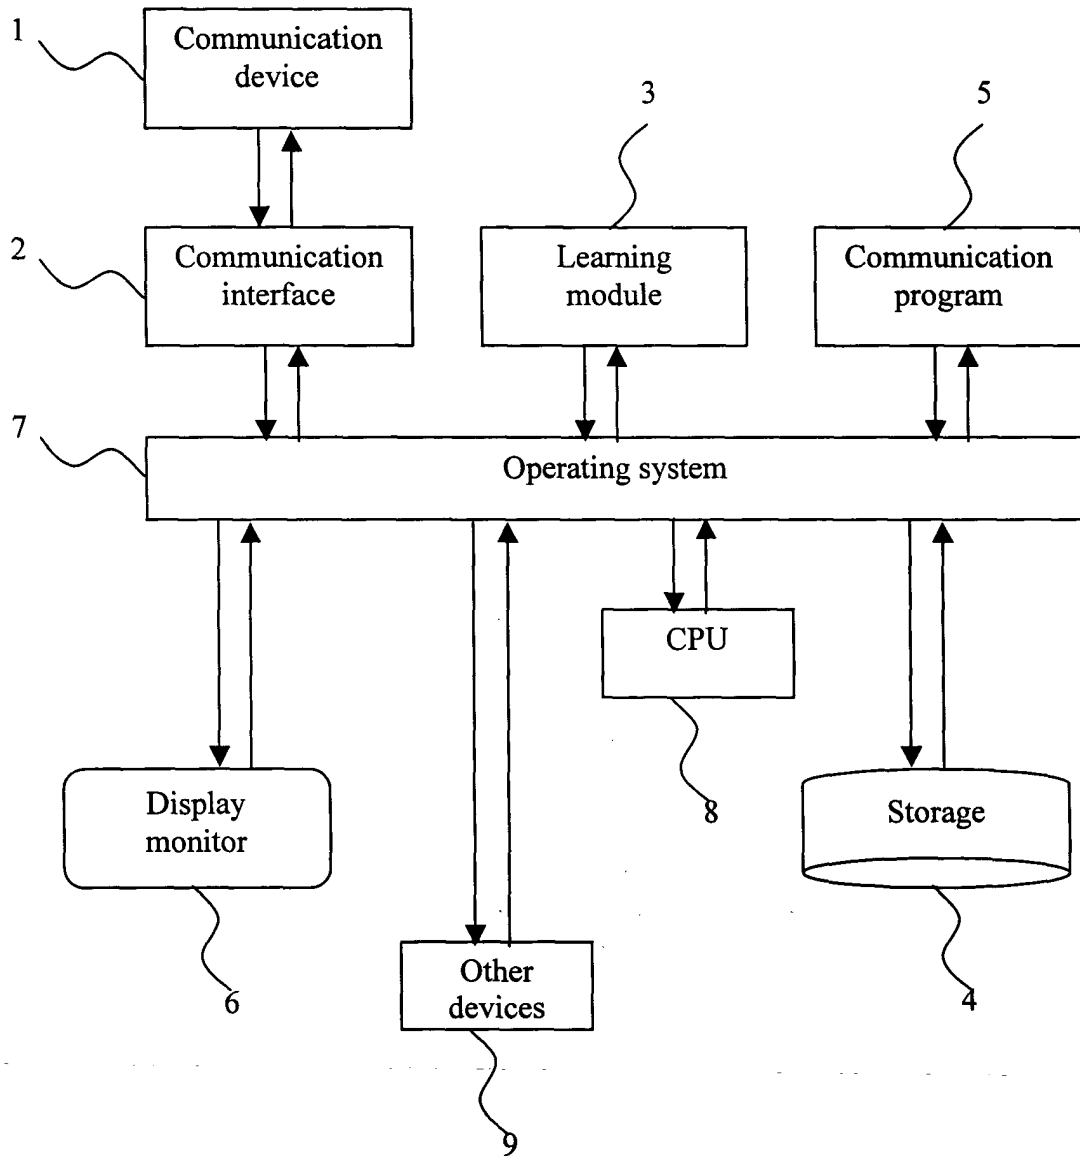 1
Communication
device
3
5
2
Communication
interface
Learning
module
Communication
program
7
Operating system
CPU
8
Display
monitor
Storage
6
Other
devices
4
9